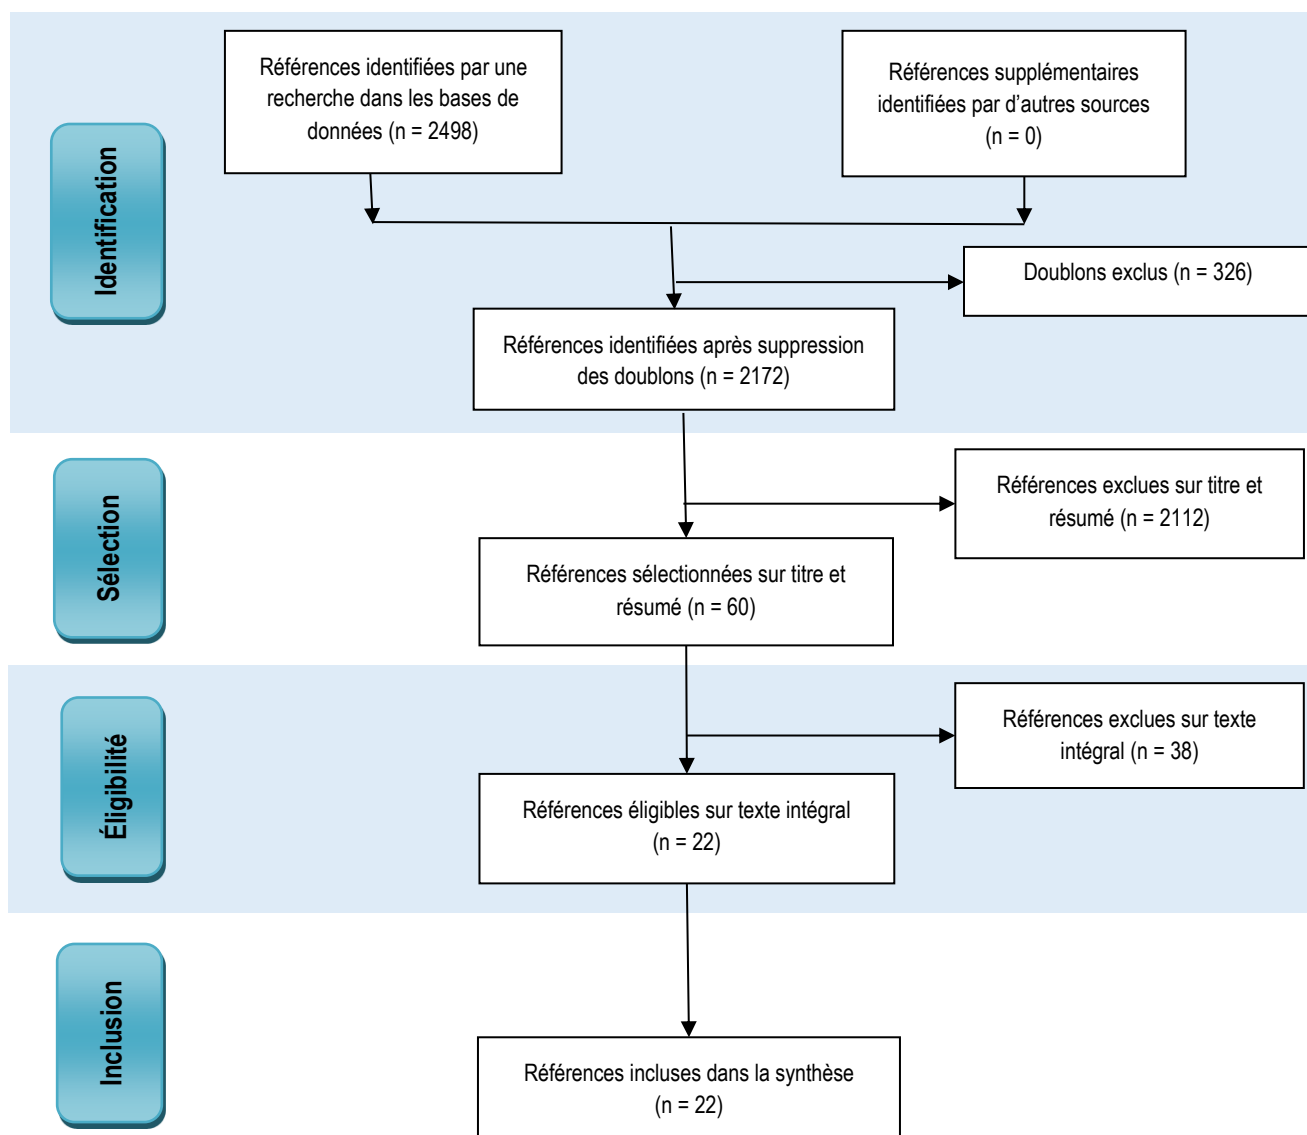 Identification
Références identifiées par une
recherche dans les bases de
données (n = 2498)
Références supplémentaires
identifiées par d’autres sources
(n = 0)
Doublons exclus (n = 326)
Références identifiées après suppression
des doublons (n = 2172)
Sélection
Références exclues sur titre et
résumé (n = 2112)
Références sélectionnées sur titre et
résumé (n = 60)
Éligibilité
Références exclues sur texte
intégral (n = 38)
Références éligibles sur texte intégral
(n = 22)
Inclusion
Références incluses dans la synthèse
(n = 22)